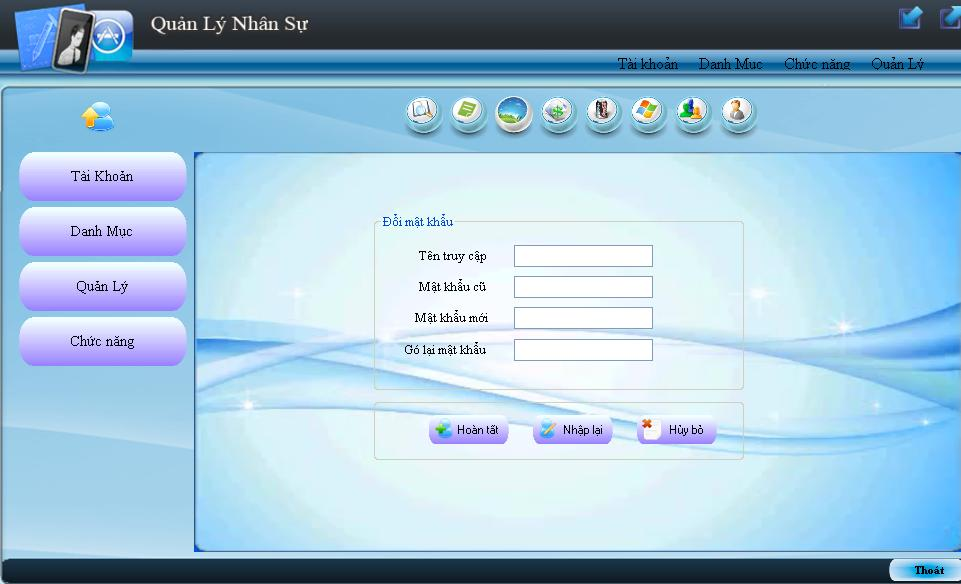 Quản Lý Nhân Sự
Tài khoản Danh Mục Chức năng Quản Lý
Tài Khoản
Danh Mục
Quản Lý
Chức năng
Đổi mật khẩu
Tên truy cập
Mật khẩu cũ
Mật khẩu mới
Gó lại mật khẩu
Hoàn tất Nhập lại Hủy bỏ
Thoát